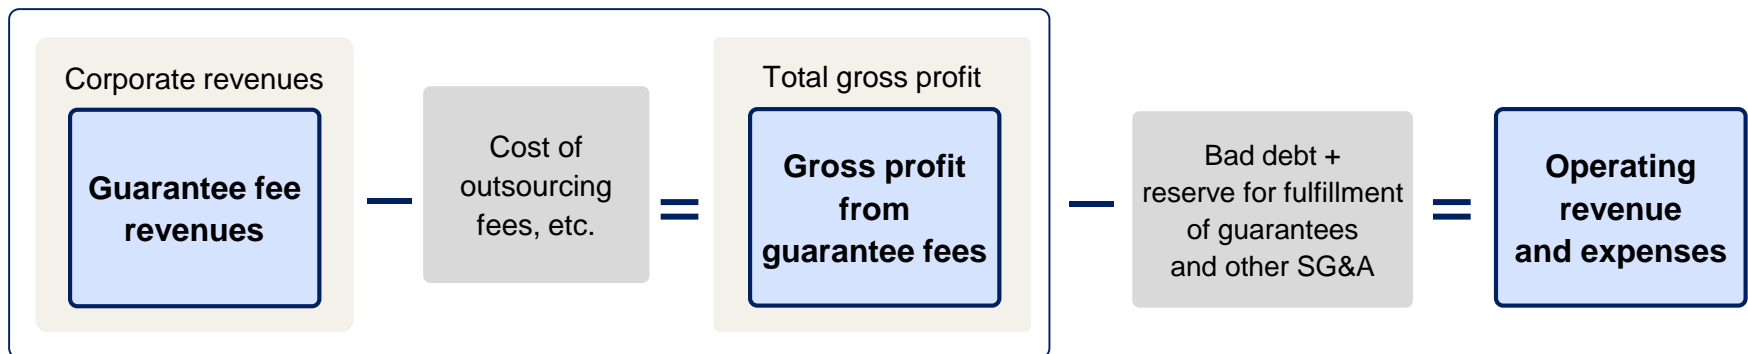 Corporate revenues
Guarantee fee
revenues
—
Cost of
outsourcing
fees, etc.
=
Total gross profit
Gross profit
from
guarantee fees
—
Bad debt +
reserve for fulfillment
of guarantees
and other SG&A
=
Operating
revenue
and expenses